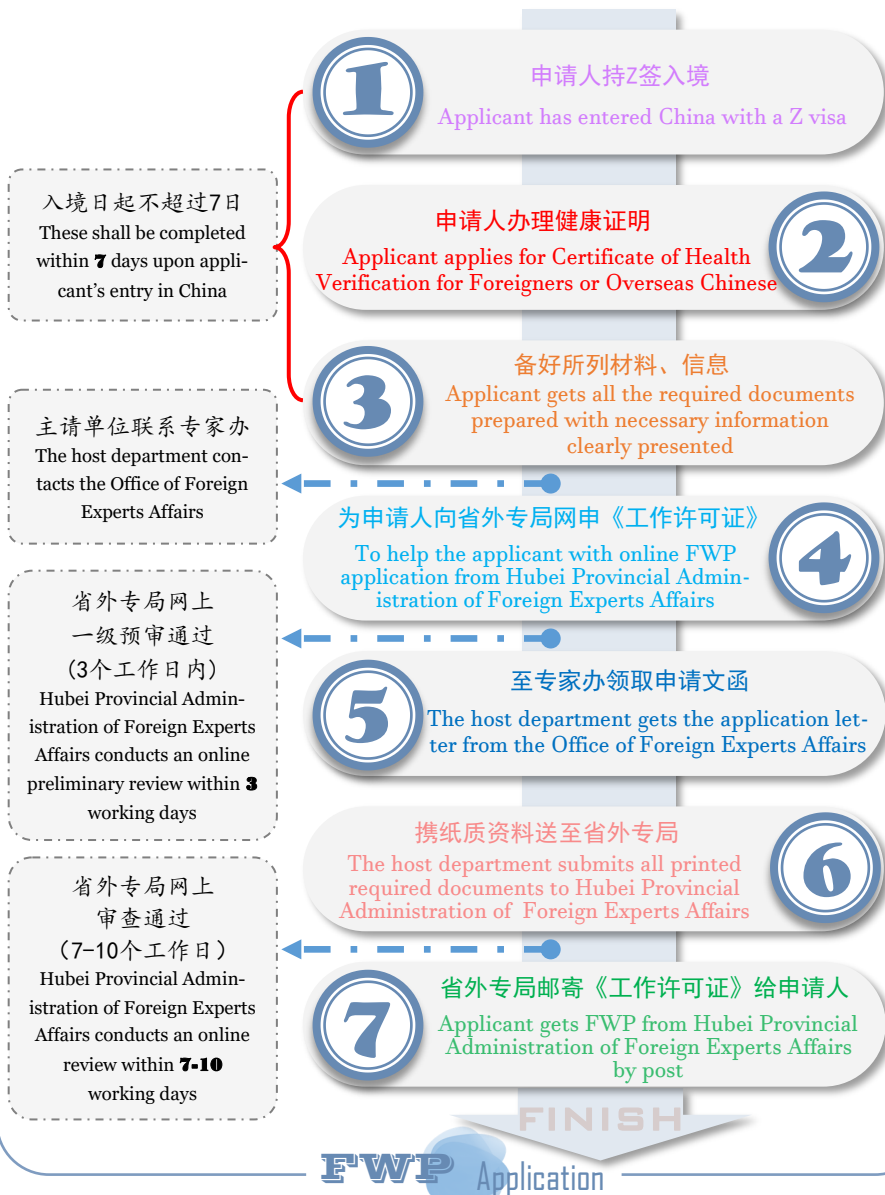 1
申请人持Z签入境
Applicant has entered China with a Z visa
入境日起不超过7日
These shall be completed
within 7 days upon appli-
cant's entry in China
申请人办理健康证明
Applicant applies for Certificate of Health
Verification for Foreigners or Overseas Chinese
2
3
备好所列材料、信息
Applicant gets all the required documents
prepared with necessary information
clearly presented
主请单位联系专家办
The host department con-
tacts the Office of Foreign
Experts Affairs
为申请人向省外专局网申《工作许可证》
To help the applicant with online FWP
application from Hubei Provincial Admin-
istration of Foreign Experts Affairs
4
省外专局网上
一级预审通过
(3个工作日内)
Hubei Provincial Admin-
istration of Foreign Experts
Affairs conducts an online
preliminary review within 3
working days
5
至专家办领取申请文函
The host department gets the application let-
ter from the Office of Foreign Experts Affairs
携纸质资料送至省外专局
The host department submits all printed
required documents to Hubei Provincial
Administration of Foreign Experts Affairs
6
省外专局网上
审查通过
（7-10个工作日）
Hubei Provincial Admin-
istration of Foreign Experts
Affairs conducts an online
review within 7-10
working days
7
省外专局邮寄《工作许可证》给申请人
Applicant gets FWP from Hubei Provincial
Administration of Foreign Experts Affairs
by post
FINISH
FWP Application